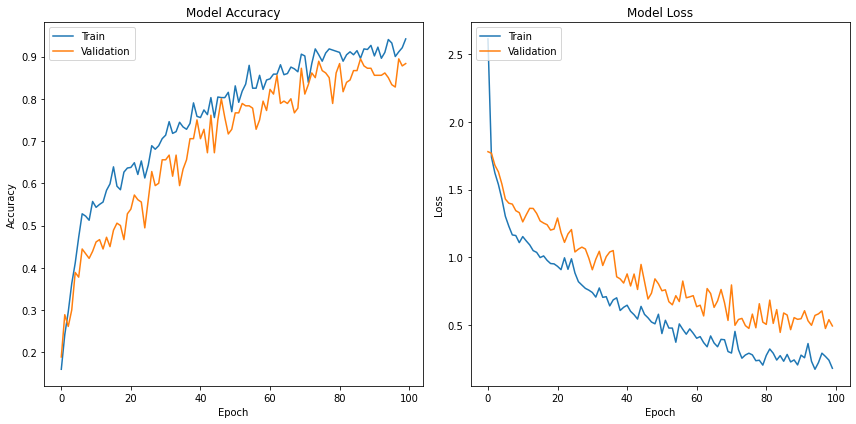 Model Accuracy
Train
Validation
0.9
0.8
0.7
0.6
0.5
0.4
0.3
0.2
Accuracy
0
20
40
60
80
100
Epoch
Model Loss
Train
Validation
2.5
2.0
1.5
1.0
0.5
Loss
0
20
40
60
80
100
Epoch